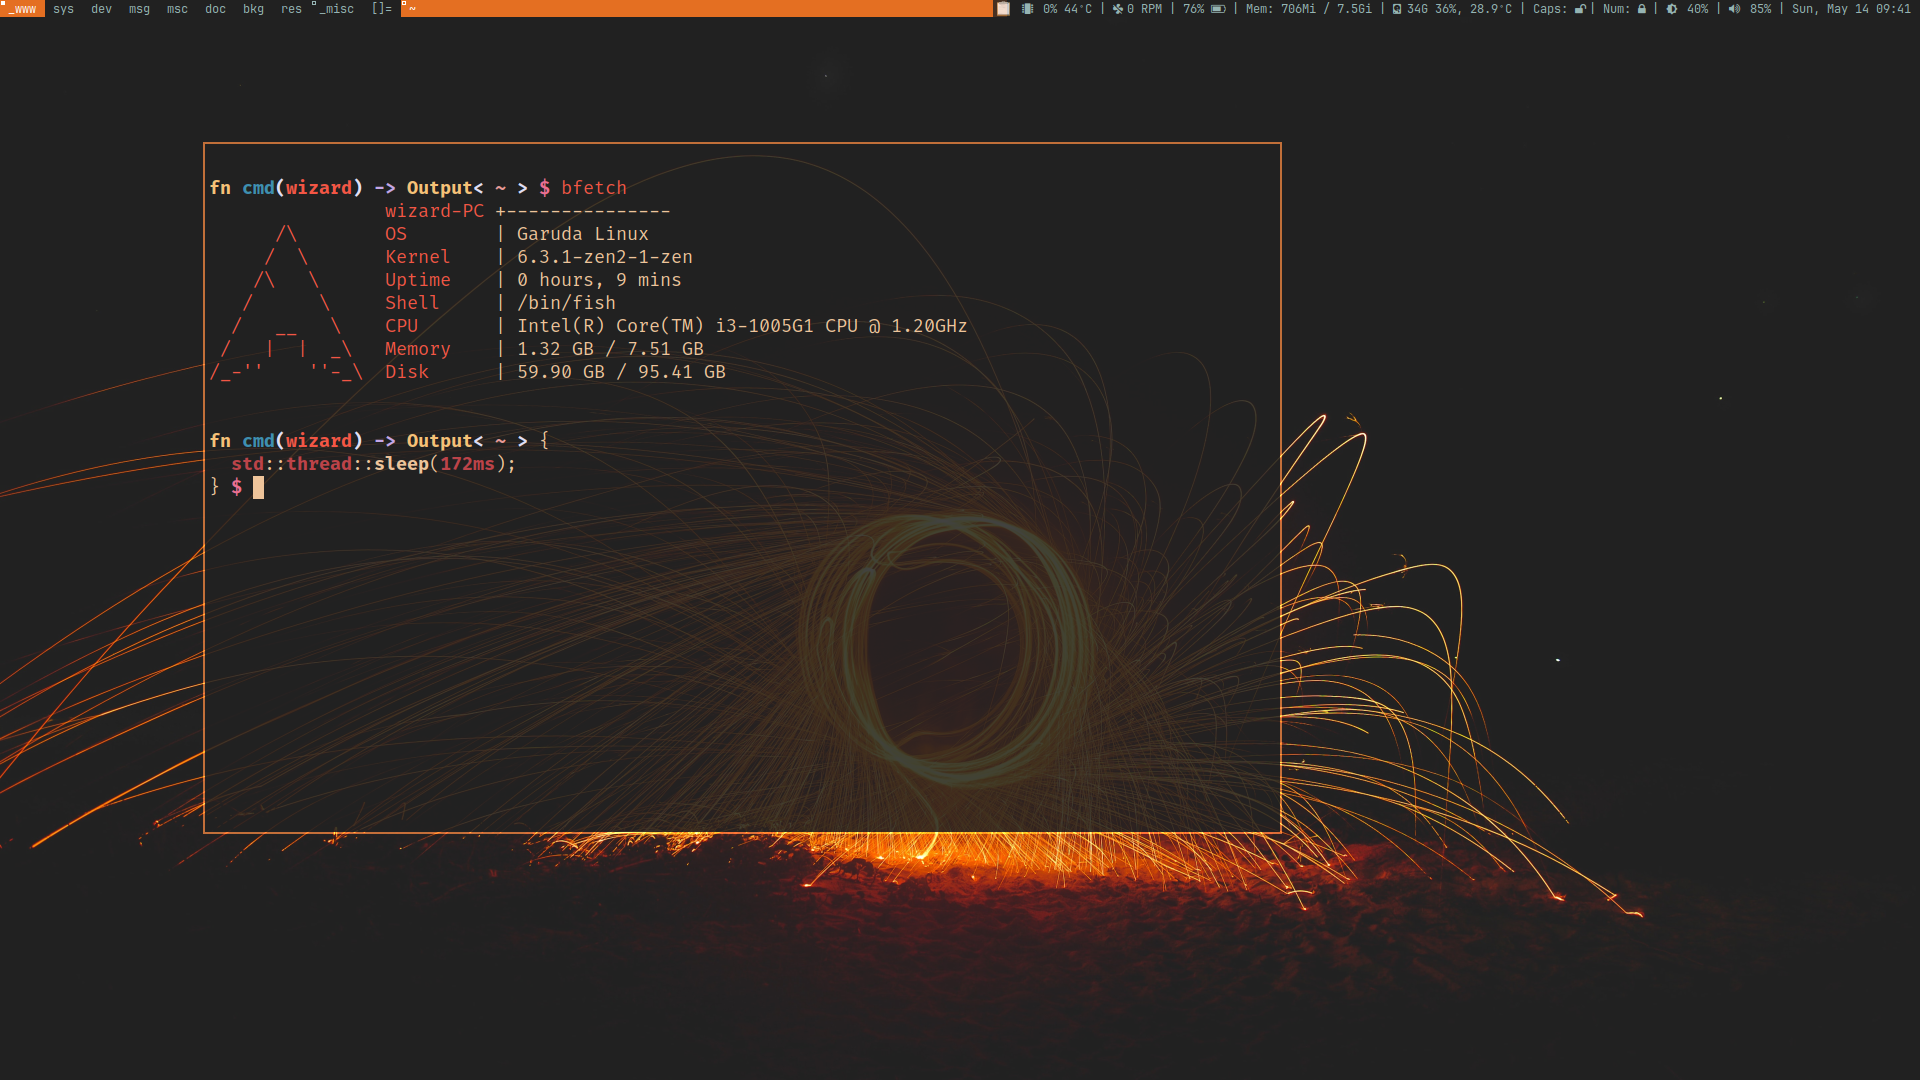 _www sys dev msg msc doc bkg res _misc []= ~ 0% 44°C | 0 RPM | 76% | Mem: 706Mi / 7.5Gi | 34G 36%, 28.9°C | Caps: | Num: | 40% | 85% | Sun, May 14 09:41
fn cmd(wizard) -> Output< ~ > $ bfetch
wizard-PC +---------------
/\ OS | Garuda Linux
/  \ Kernel | 6.3.1-zen2-1-zen
/\   \ Uptime | 0 hours, 9 mins
/      \ Shell | /bin/fish
/   __   \ CPU | Intel(R) Core(TM) i3-1005G1 CPU @ 1.20GHz
/   |  |  _\ Memory | 1.32 GB / 7.51 GB
/_-''    ''-_\ Disk | 59.90 GB / 95.41 GB
fn cmd(wizard) -> Output< ~ > {
  std::thread::sleep(172ms);
} $